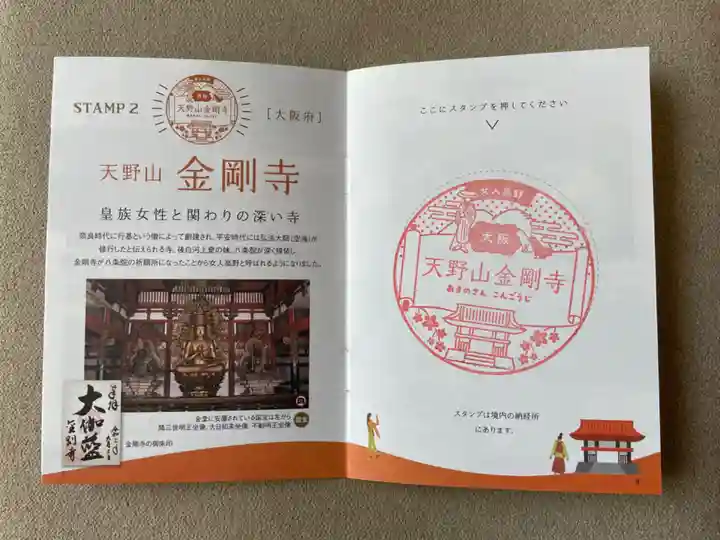 STAMP 2
大阪
天野山金剛寺
[大阪府]
天野山 金剛寺
皇族女性と関わりの深い寺
奈良時代に行基という僧によって創建され、平安時代には弘法大師(空海)が
修行したと伝えられる寺。後白河上皇の妹、八条院が深く帰依し、
金剛寺が八条院の祈願所になったことから女人高野と呼ばれるようになりました。
金堂に安置されている国宝は左から
降三世明王坐像、大日如来坐像、不動明王坐像
大伽藍
金剛寺
金剛寺の御朱印
ここにスタンプを押してください
女人高野
大阪
天野山金剛寺
あまのさん こんごうじ
スタンプは境内の納経所
にあります。